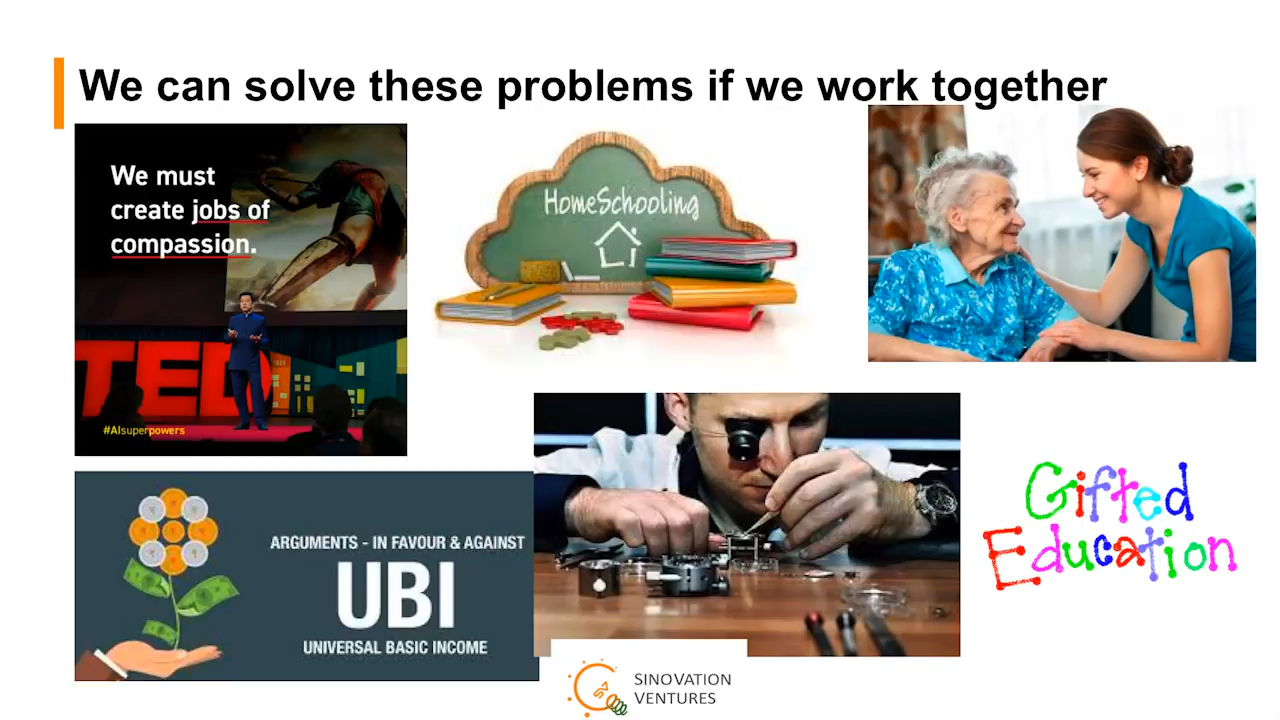 We can solve these problems if we work together
We must
create jobs of
compassion.
TED
#AIsuperpowers
HomeSchooling
ARGUMENTS - IN FAVOUR & AGAINST
UBI
UNIVERSAL BASIC INCOME
Gifted
Education
SINOVATION
VENTURES